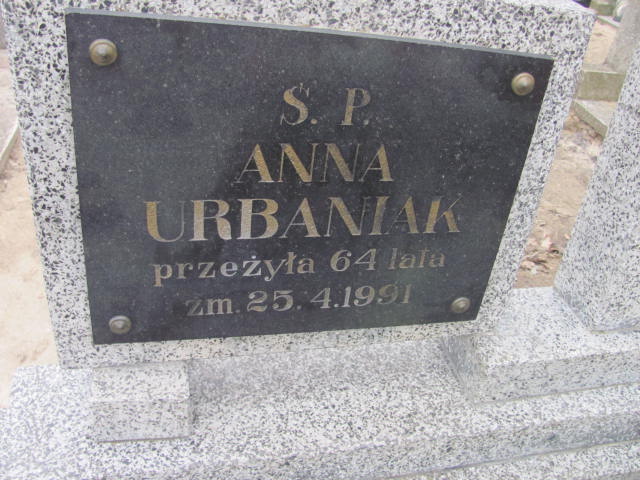 Ś. P.
ANNA
URBANIAK
przeżyła 64 lata
zm. 25. 4. 1991